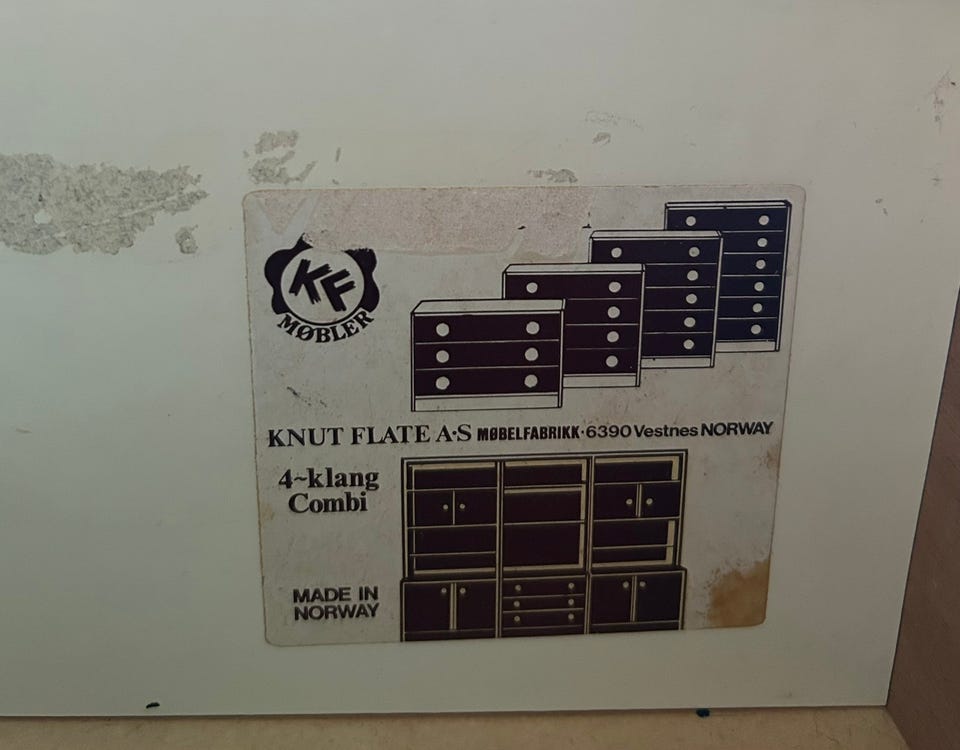 KF
MØBLER
KNUT FLATE A·S MØBELFABRIKK·6390 Vestnes NORWAY
4~klang
Combi
MADE IN
NORWAY